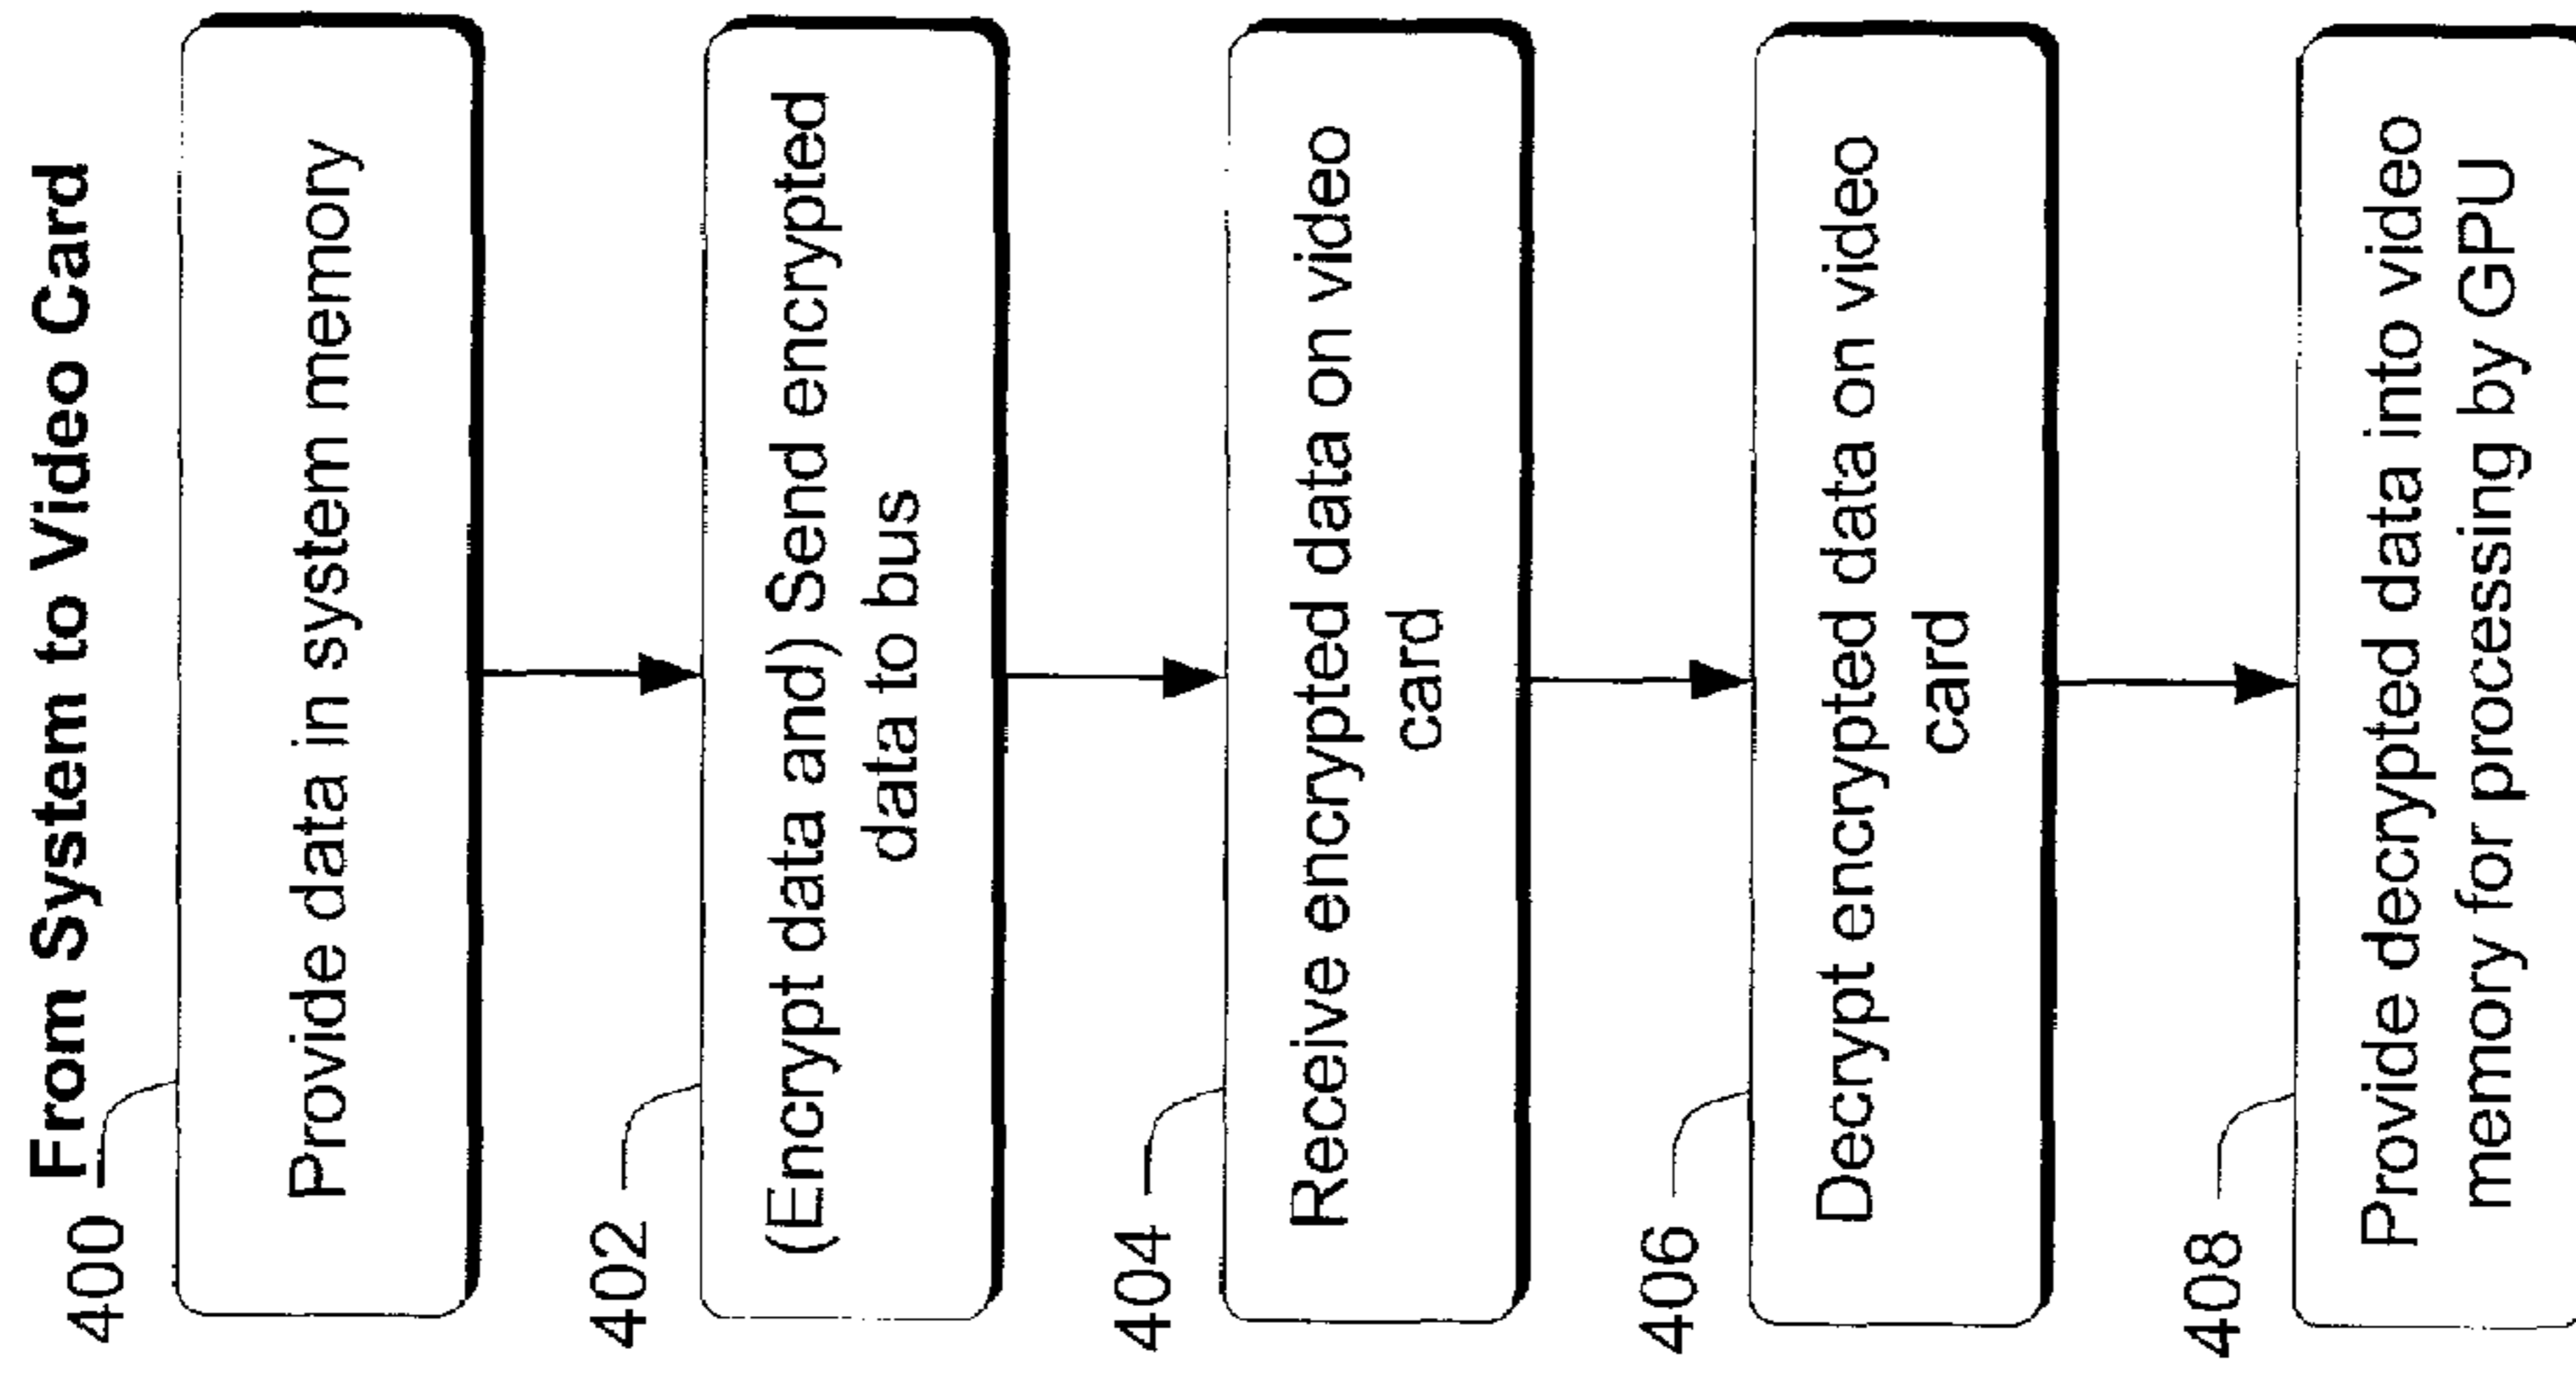 From System to Video Card
400
Provide data in system memory
402
(Encrypt data and) Send encrypted
data to bus
404
Receive encrypted data on video
card
406
Decrypt encrypted data on video
card
408
Provide decrypted data into video
memory for processing by GPU